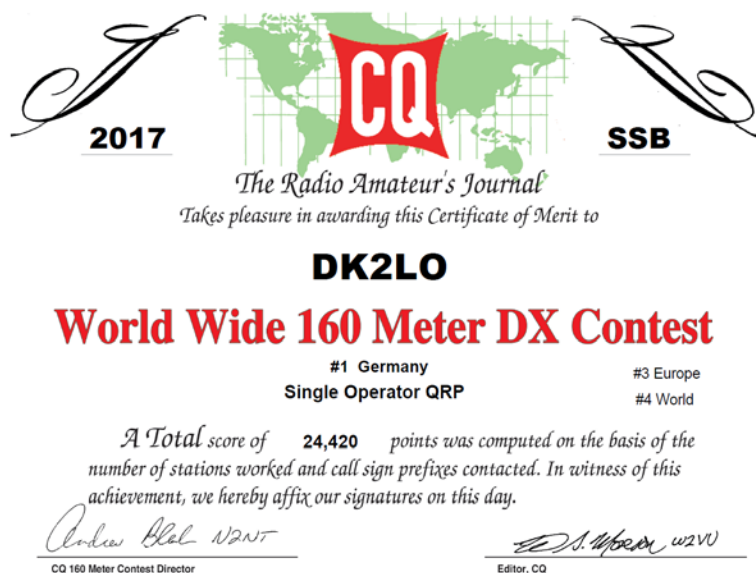 2017
CQ
SSB
The Radio Amateur's Journal
Takes pleasure in awarding this Certificate of Merit to
DK2LO
World Wide 160 Meter DX Contest
#1 Germany
Single Operator QRP
#3 Europe
#4 World
A Total score of 24,420 points was computed on the basis of the
number of stations worked and call sign prefixes contacted. In witness of this
achievement, we hereby affix our signatures on this day.
Andrew N2NT
W2VU
CQ 160 Meter Contest Director
Editor, CQ